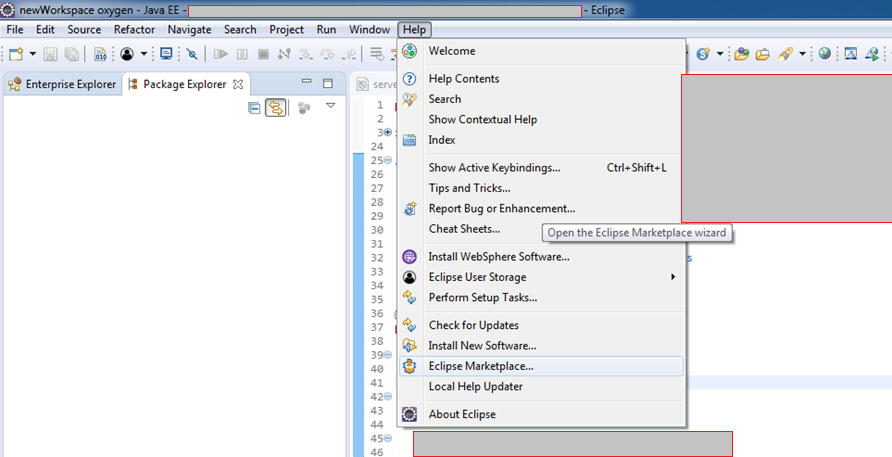 newWorkspace oxygen - Java EE - - Eclipse
File Edit Source Refactor Navigate Search Project Run Window Help
Enterprise Explorer Package Explorer serve
Welcome
Help Contents
Search
Show Contextual Help
Index
Show Active Keybindings... Ctrl+Shift+L
Tips and Tricks...
Report Bug or Enhancement...
Cheat Sheets...
Open the Eclipse Marketplace wizard
Install WebSphere Software...
Eclipse User Storage
Perform Setup Tasks...
Check for Updates
Install New Software...
Eclipse Marketplace...
Local Help Updater
About Eclipse
1
2
3
24
25
26
27
28
29
30
31
32 s
33
34
35
36
37
38
39
40
41
42
43
44
45
46